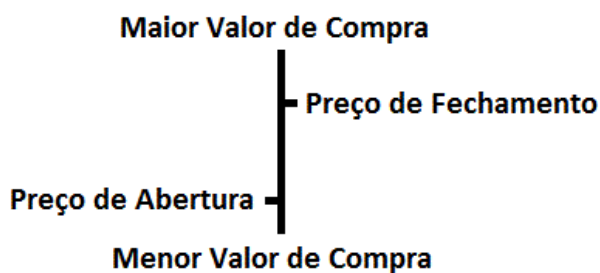 Maior Valor de Compra
Preço de Fechamento
Preço de Abertura
Menor Valor de Compra